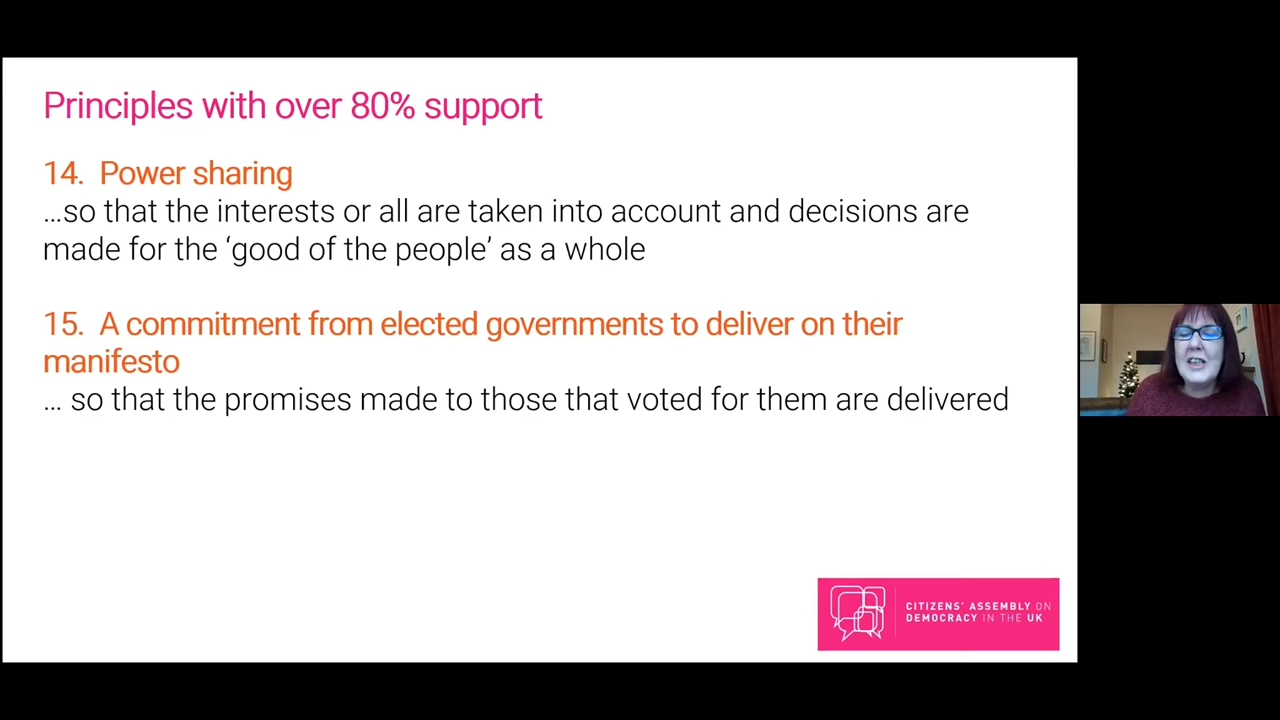 Principles with over 80% support
14. Power sharing
…so that the interests or all are taken into account and decisions are
made for the ‘good of the people’ as a whole
15. A commitment from elected governments to deliver on their
manifesto
… so that the promises made to those that voted for them are delivered
CITIZENS’ ASSEMBLY ON
DEMOCRACY IN THE UK